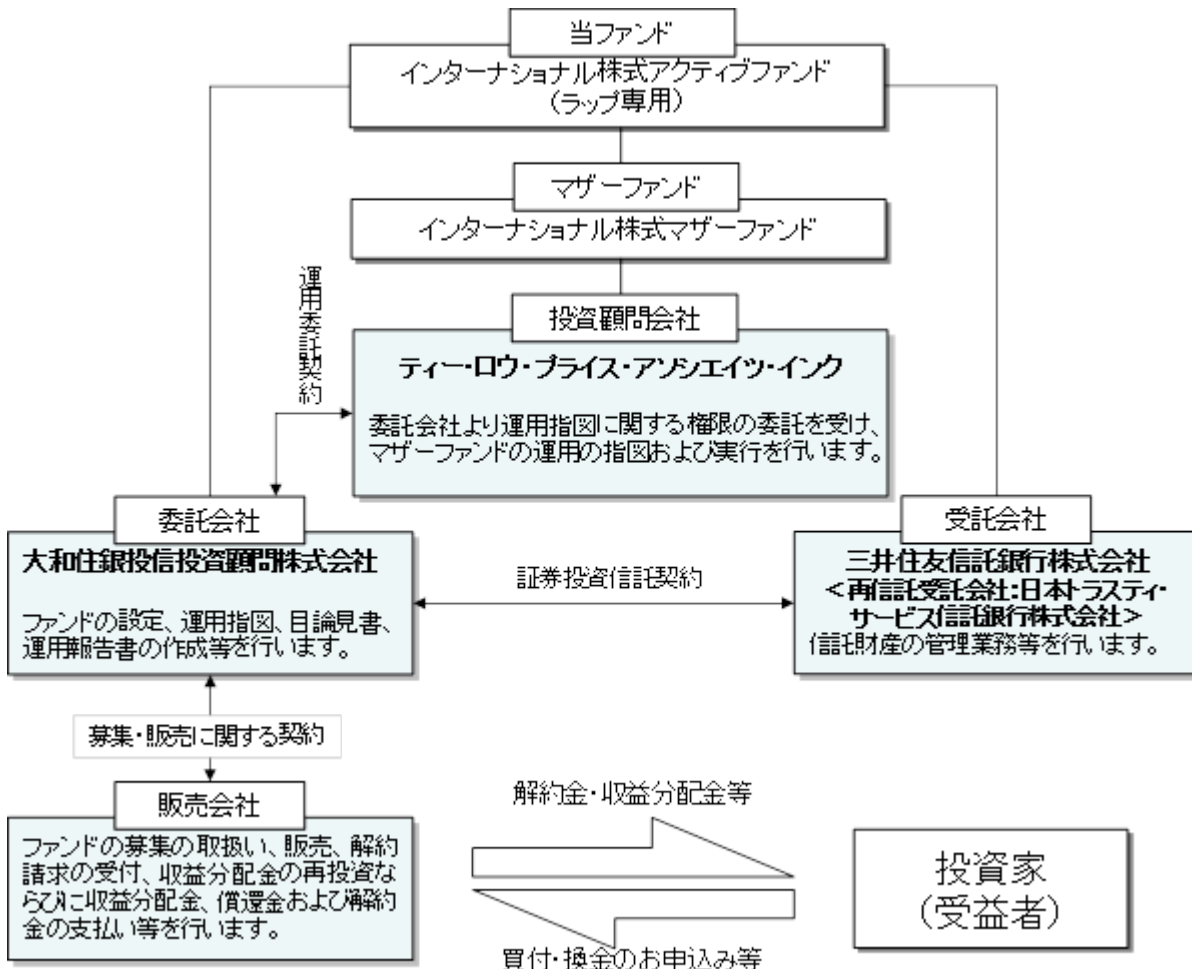 当ファンド
インターナショナル株式アクティブファンド
(ラップ専用)
マザーファンド
インターナショナル株式マザーファンド
運用委託契約
投資顧問会社
ティー・ロウ・プライス・アソシエイツ・インク
委託会社より運用指図に関する権限の委託を受け、
マザーファンドの運用の指図および実行を行います。
委託会社
大和住銀投信投資顧問株式会社
ファンドの設定、運用指図、目論見書、
運用報告書の作成等を行います。
証券投資信託契約
受託会社
三井住友信託銀行株式会社
<再信託受託会社:日本トラスティ・
サービス信託銀行株式会社>
信託財産の管理業務等を行います。
募集・販売に関する契約
販売会社
ファンドの募集の取扱い、販売、解約
請求の受付、収益分配金の再投資な
らびに収益分配金、償還金および解約
金の支払い等を行います。
解約金・収益分配金等
買付・換金のお申込み等
投資家
(受益者)